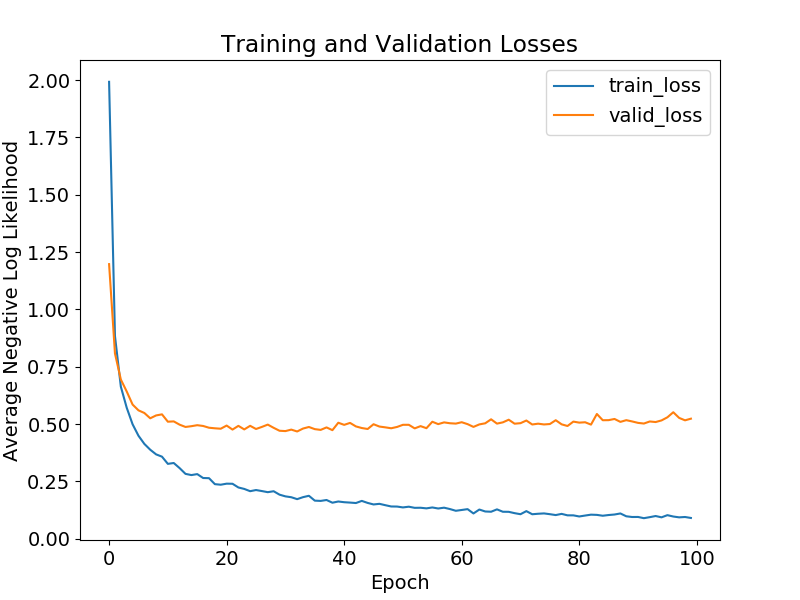 Training and Validation Losses
train_loss
valid_loss
Average Negative Log Likelihood
2.00
1.75
1.50
1.25
1.00
0.75
0.50
0.25
0.00
0 20 40 60 80 100
Epoch